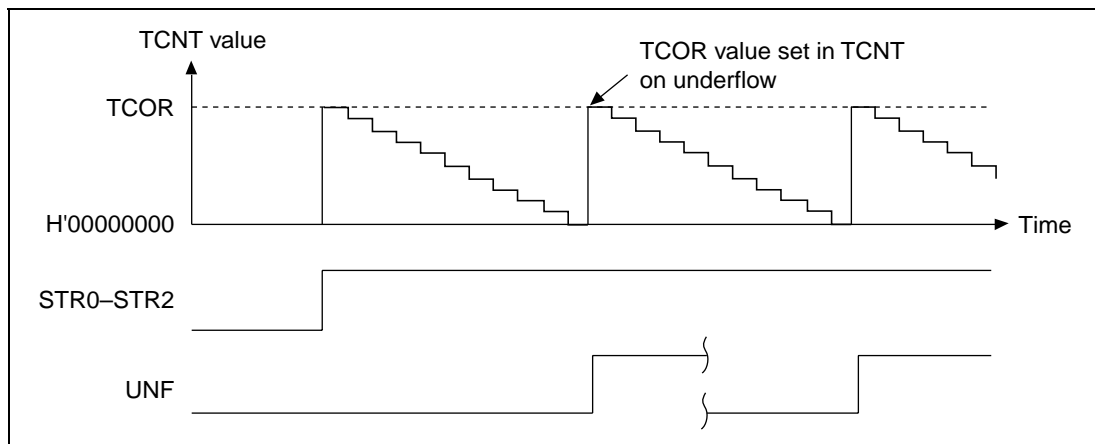 TCNT value
TCOR value set in TCNT
on underflow
TCOR
H'00000000
Time
STR0–STR2
UNF